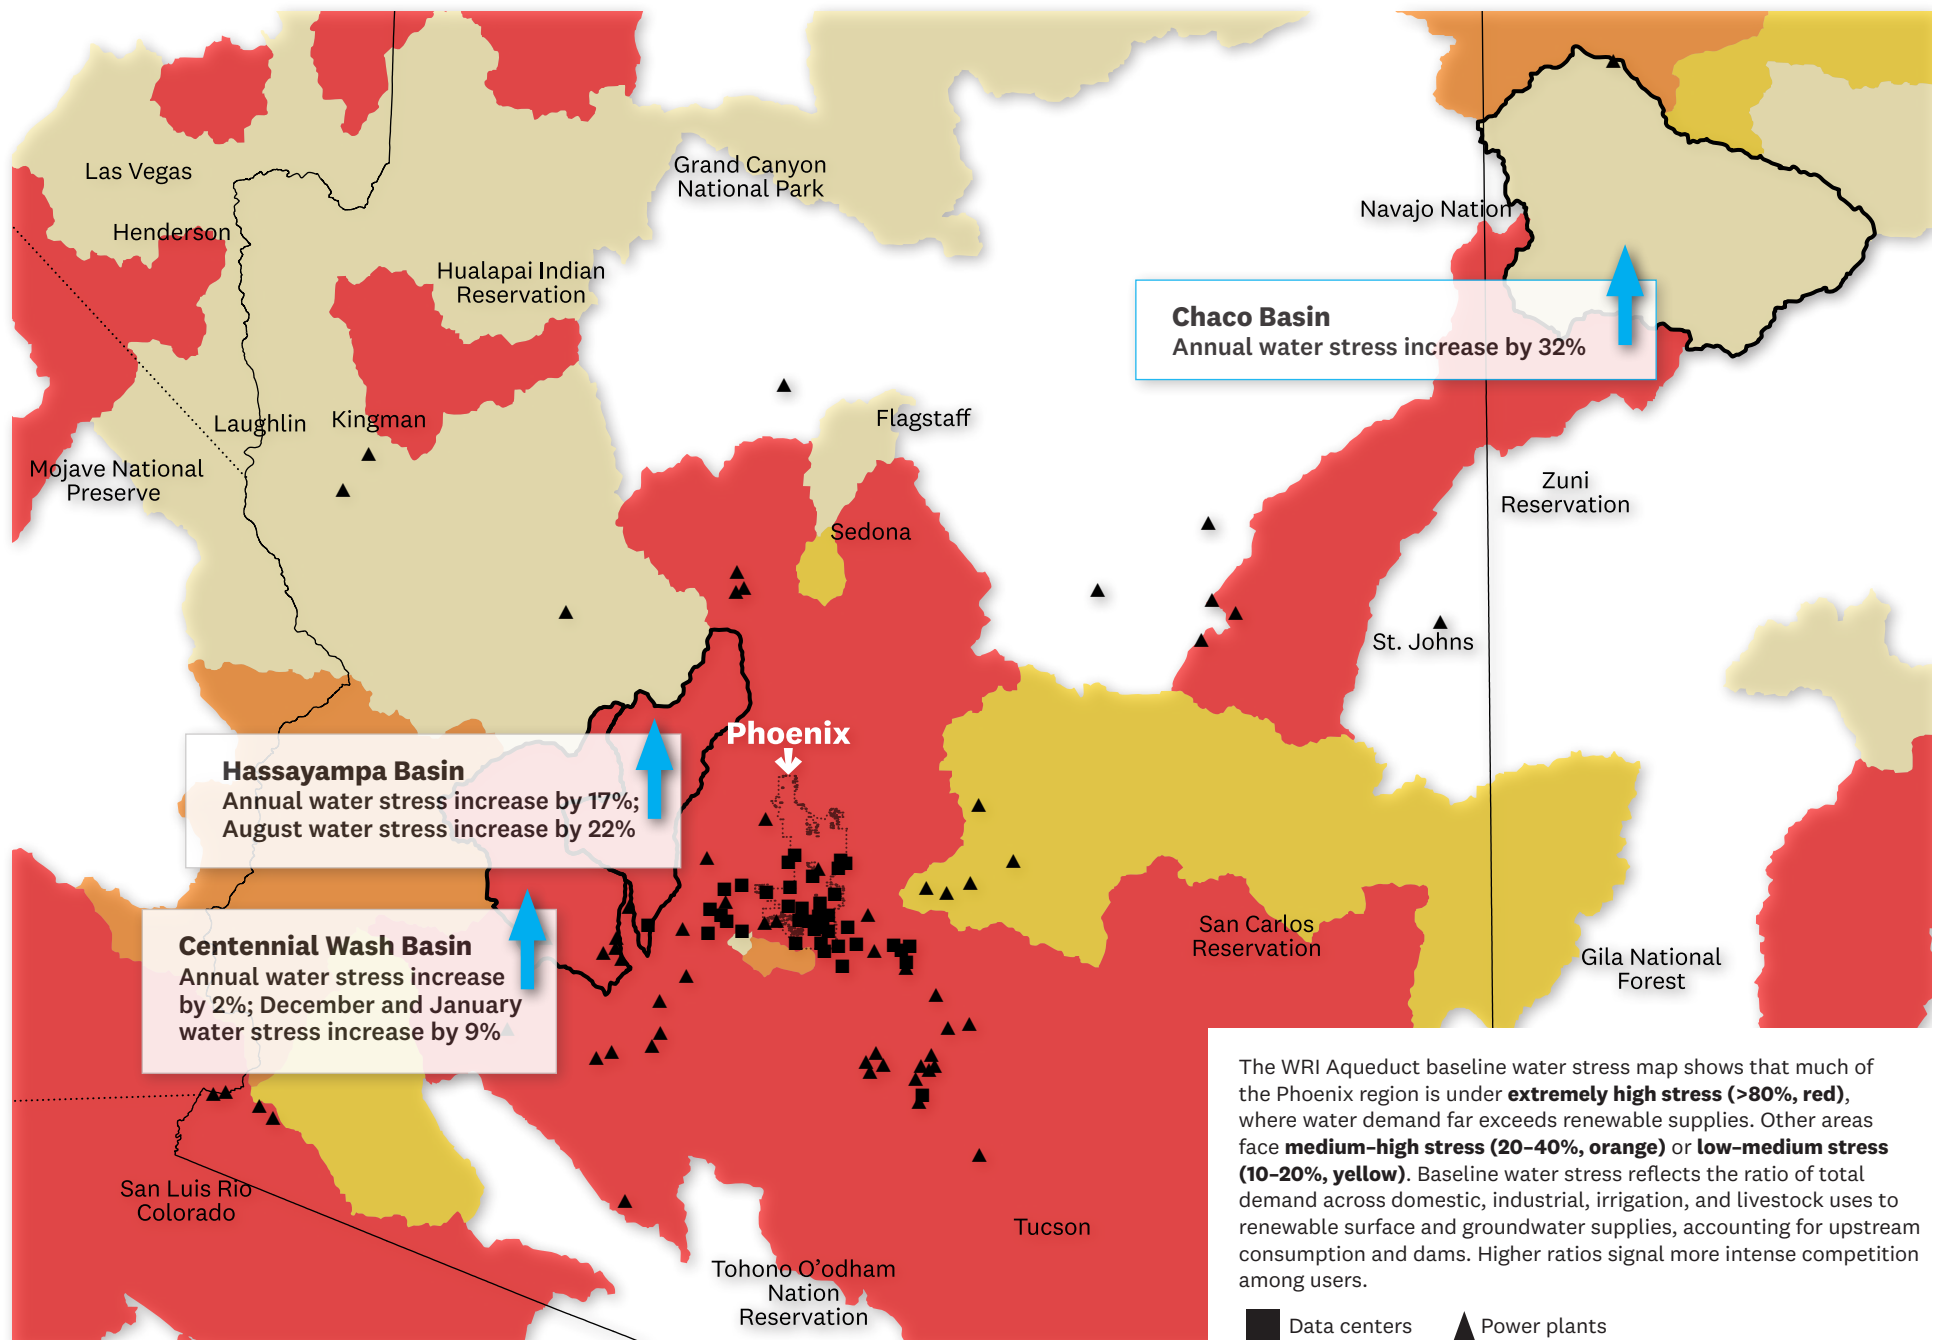 Las Vegas
Henderson
Grand Canyon
National Park
Hualapai Indian
Reservation
Navajo Nation
Chaco Basin
Annual water stress increase by 32%
Laughlin
Kingman
Flagstaff
Mojave National
Preserve
Sedona
Zuni
Reservation
St. Johns
Phoenix
Hassayampa Basin
Annual water stress increase by 17%;
August water stress increase by 22%
Centennial Wash Basin
Annual water stress increase
by 2%; December and January
water stress increase by 9%
San Carlos
Reservation
Gila National
Forest
San Luis Rio
Colorado
Tucson
Tohono O’odham
Nation
Reservation
The WRI Aqueduct baseline water stress map shows that much of
the Phoenix region is under extremely high stress (>80%, red),
where water demand far exceeds renewable supplies. Other areas
face medium–high stress (20–40%, orange) or low–medium stress
(10–20%, yellow). Baseline water stress reflects the ratio of total
demand across domestic, industrial, irrigation, and livestock uses to
renewable surface and groundwater supplies, accounting for upstream
consumption and dams. Higher ratios signal more intense competition
among users.
Data centers
Power plants